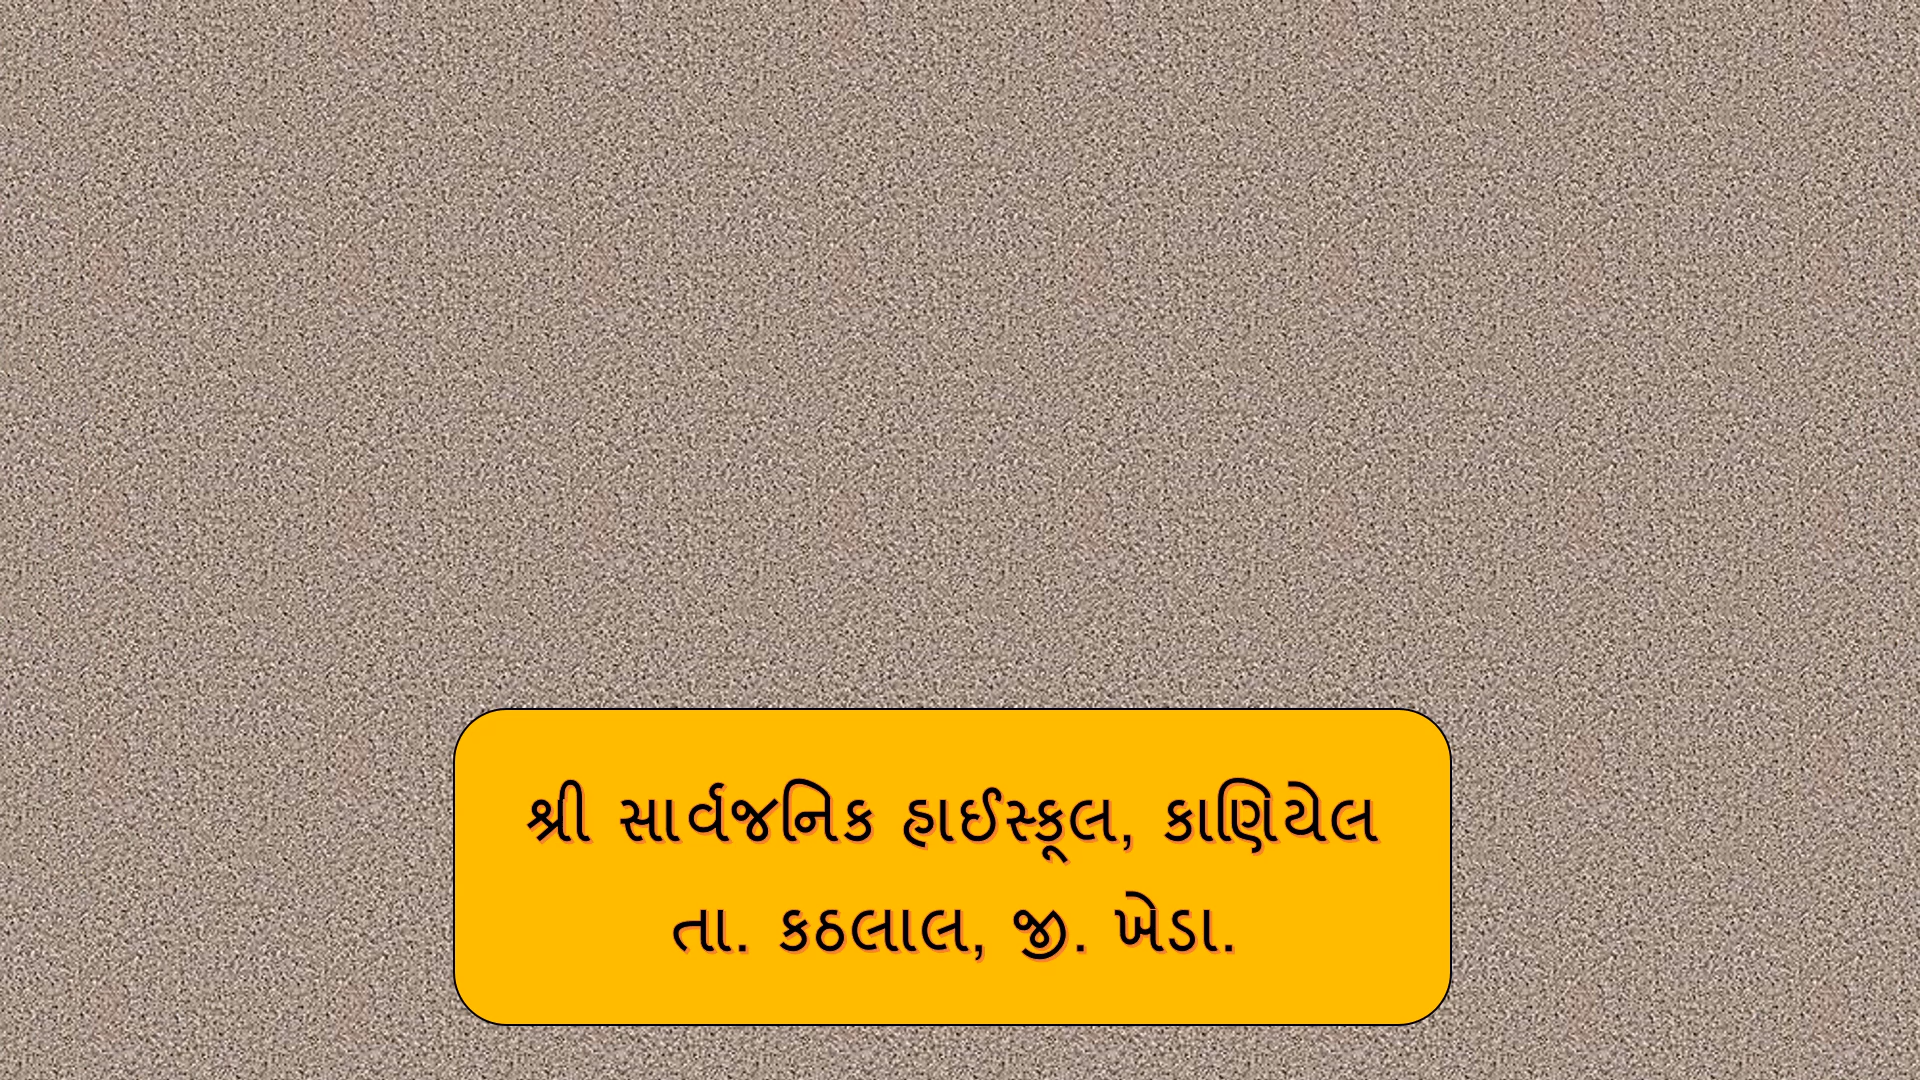 શ્રી સાર્વજનિક હાઈસ્કૂલ, કાણિયેલ
તા. કઠલાલ, જી. ખેડા.